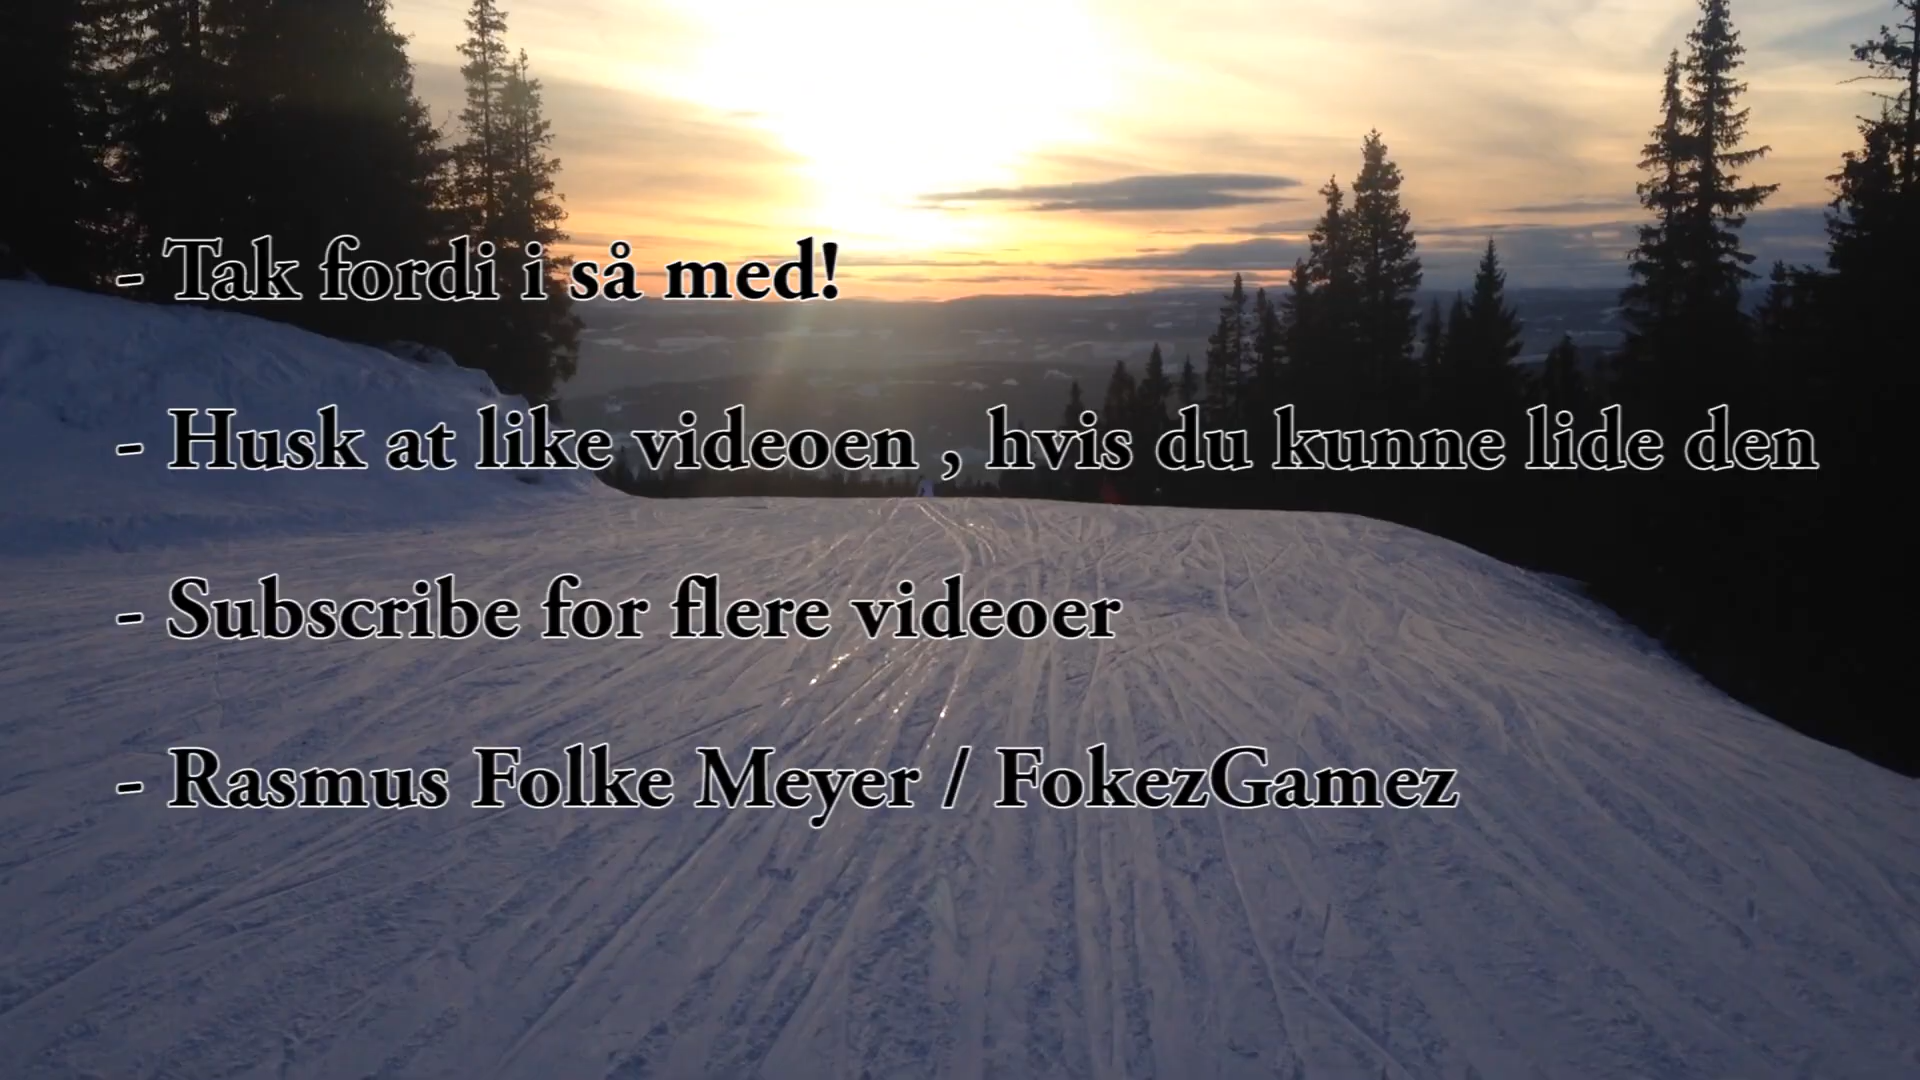 - Tak fordi i så med!
- Husk at like videoen , hvis du kunne lide den
- Subscribe for flere videoer
- Rasmus Folke Meyer / FokezGamez